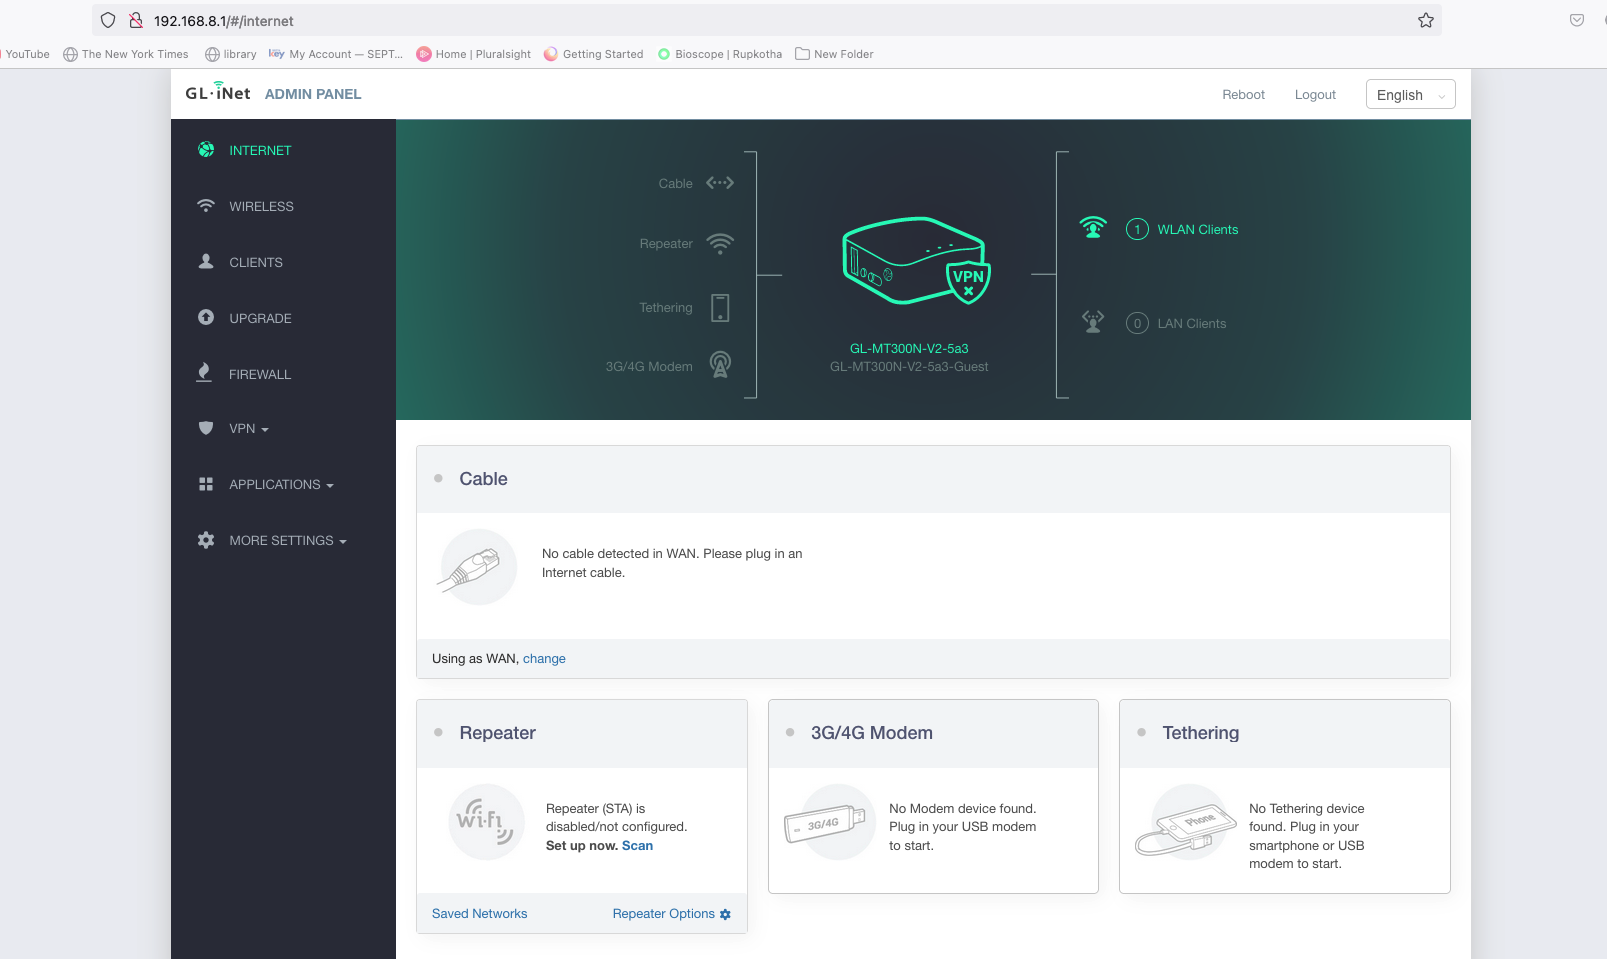 192.168.8.1/#/internet
YouTube The New York Times library My Account — SEPT... Home | Pluralsight Getting Started Bioscope | Rupkotha New Folder
GL·iNet ADMIN PANEL Reboot Logout English
INTERNET
WIRELESS
CLIENTS
UPGRADE
FIREWALL
VPN
APPLICATIONS
MORE SETTINGS
Cable
Repeater
Tethering
3G/4G Modem
VPN
GL-MT300N-V2-5a3
GL-MT300N-V2-5a3-Guest
1 WLAN Clients
0 LAN Clients
Cable
No cable detected in WAN. Please plug in an
Internet cable.
Using as WAN, change
Repeater
Wi-Fi
Repeater (STA) is
disabled/not configured.
Set up now. Scan
Saved Networks Repeater Options
3G/4G Modem
3G/4G
No Modem device found.
Plug in your USB modem
to start.
Tethering
Phone
No Tethering device
found. Plug in your
smartphone or USB
modem to start.